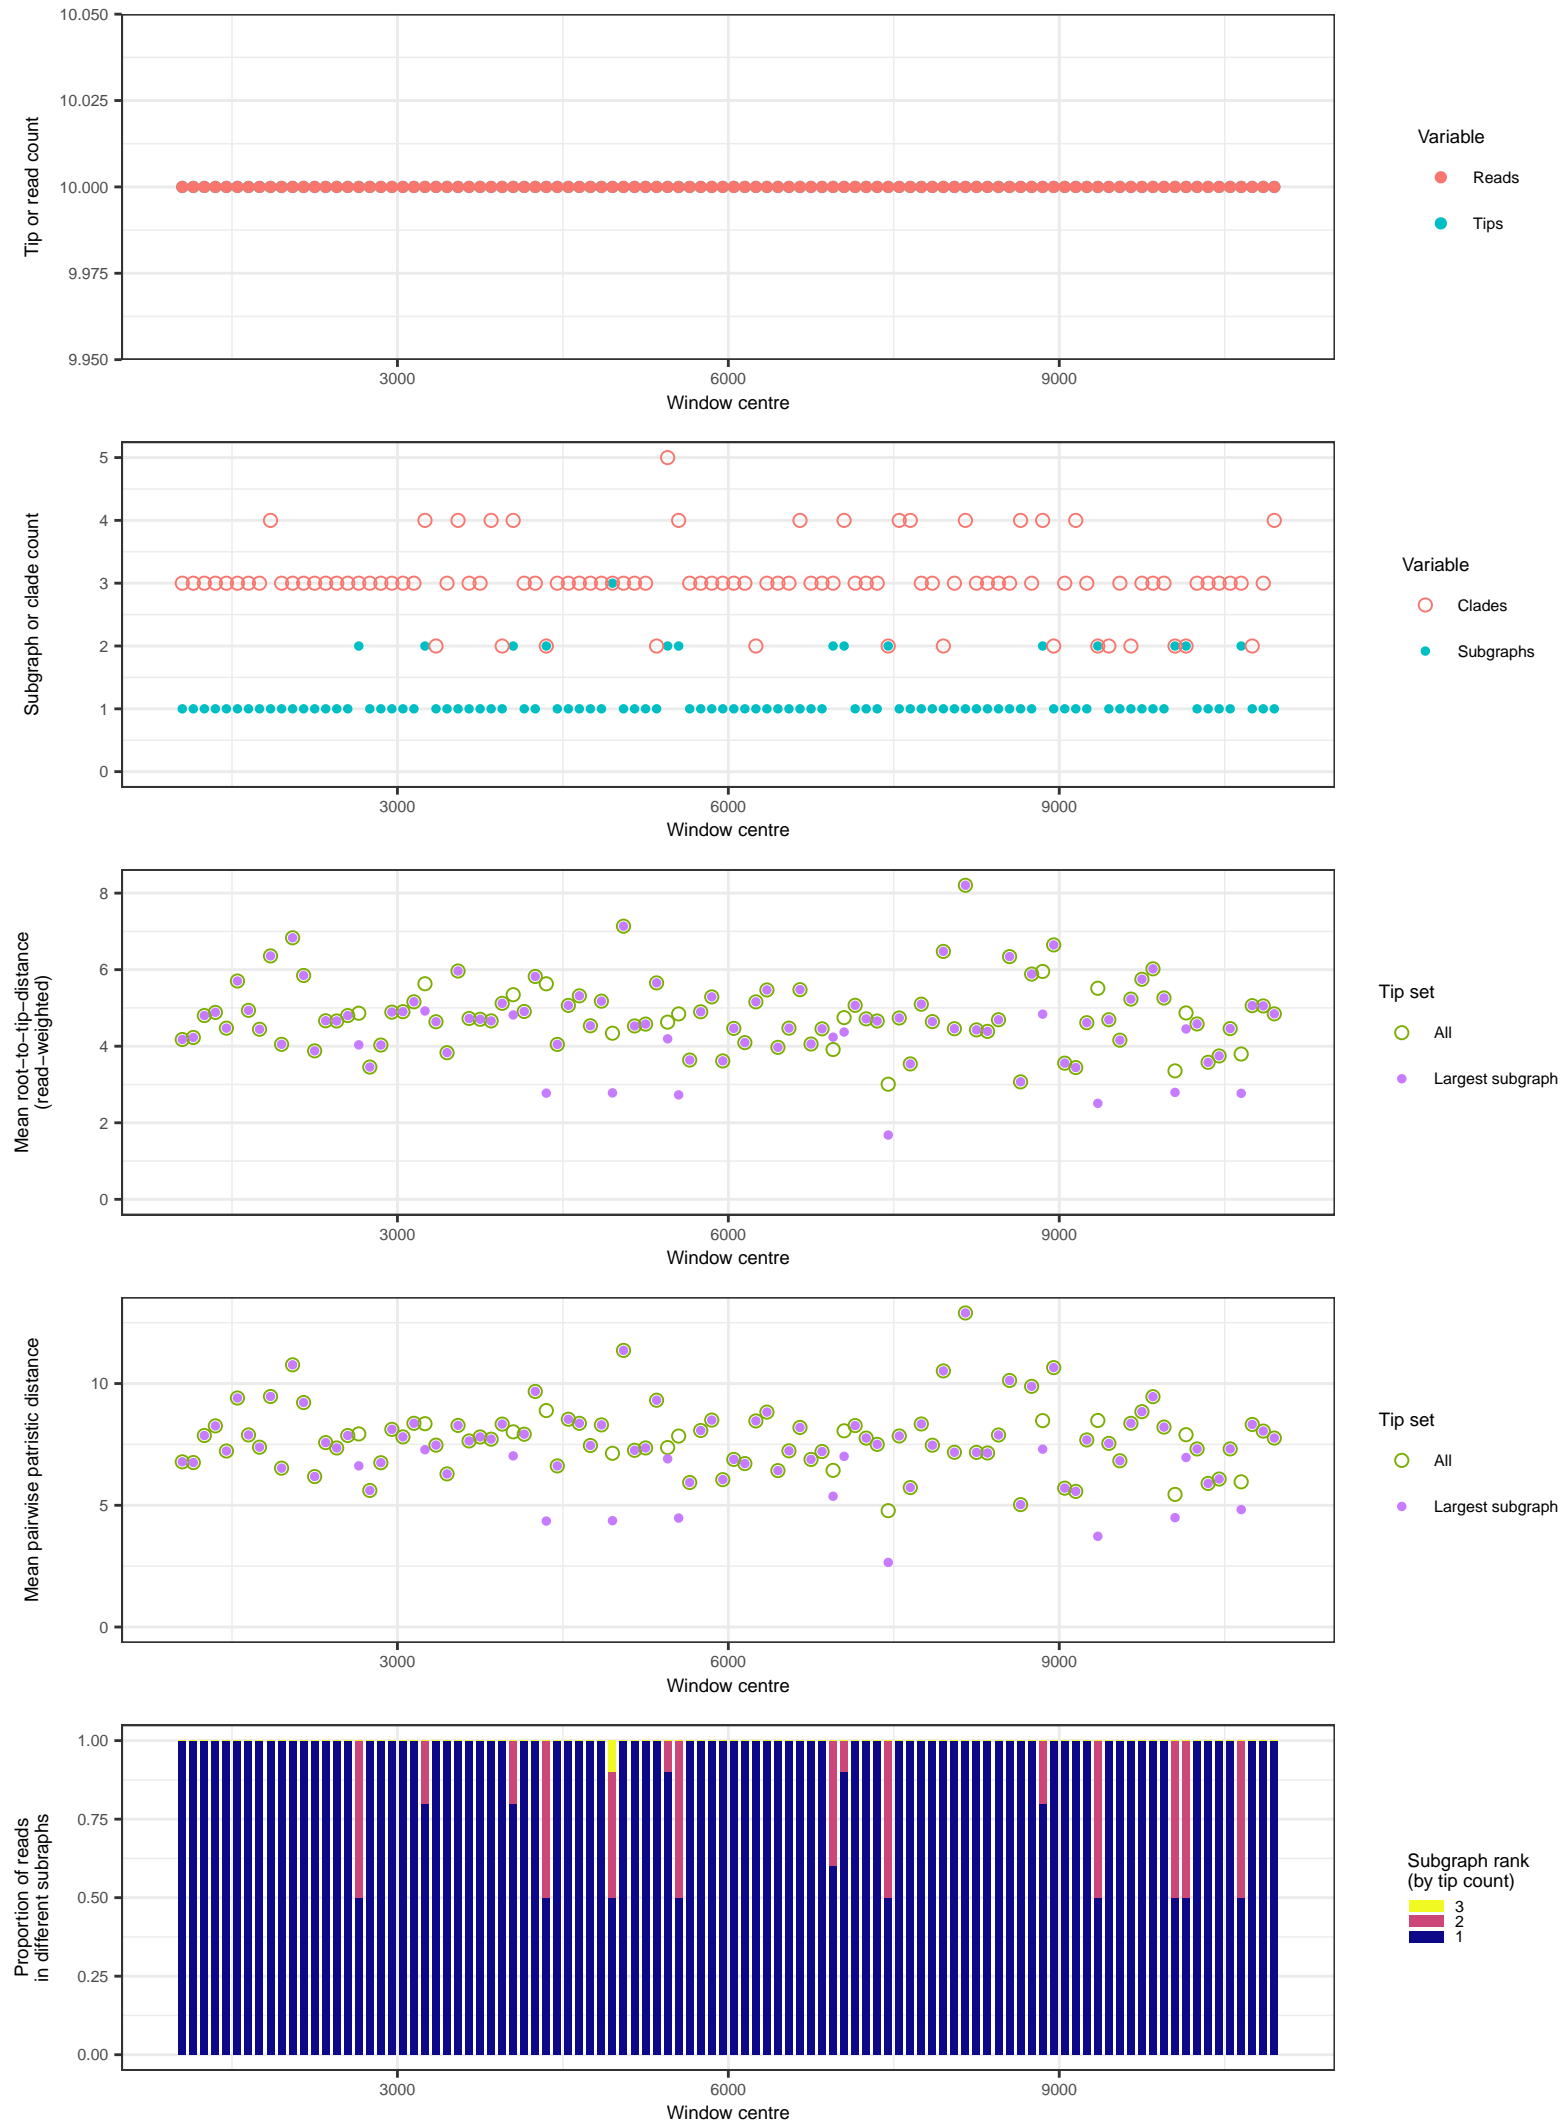 10.050
10.025
10.000
9.975
9.950
Tip or read count
3000 6000 9000
Window centre
Variable
Reads
Tips
5
4
3
2
1
0
Subgraph or clade count
3000 6000 9000
Window centre
Variable
Clades
Subgraphs
8
6
4
2
0
Mean root−to−tip−distance
(read−weighted)
3000 6000 9000
Window centre
Tip set
All
Largest subgraph
10
5
0
Mean pairwise patristic distance
3000 6000 9000
Window centre
Tip set
All
Largest subgraph
1.00
0.75
0.50
0.25
0.00
Proportion of reads
in different subraphs
3000 6000 9000
Window centre
Subgraph rank
(by tip count)
3
2
1